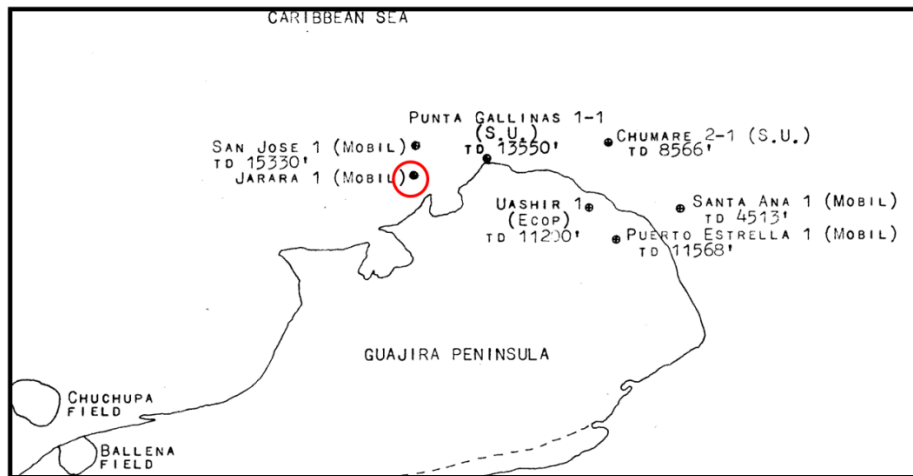 CARIBBEAN SEA
PUNTA GALLINAS 1-1
(S.U.)
TD 13550'
SAN JOSE 1 (MOBIL)
TD 15330'
JARARA 1 (MOBIL)
CHUMARE 2-1 (S.U.)
TD 8566'
UASHIR 1
(ECOP)
TD 11200'
SANTA ANA 1 (MOBIL)
TD 4513'
PUERTO ESTRELLA 1 (MOBIL)
TD 11568'
GUAJIRA PENINSULA
CHUCHUPA
FIELD
BALLENA
FIELD